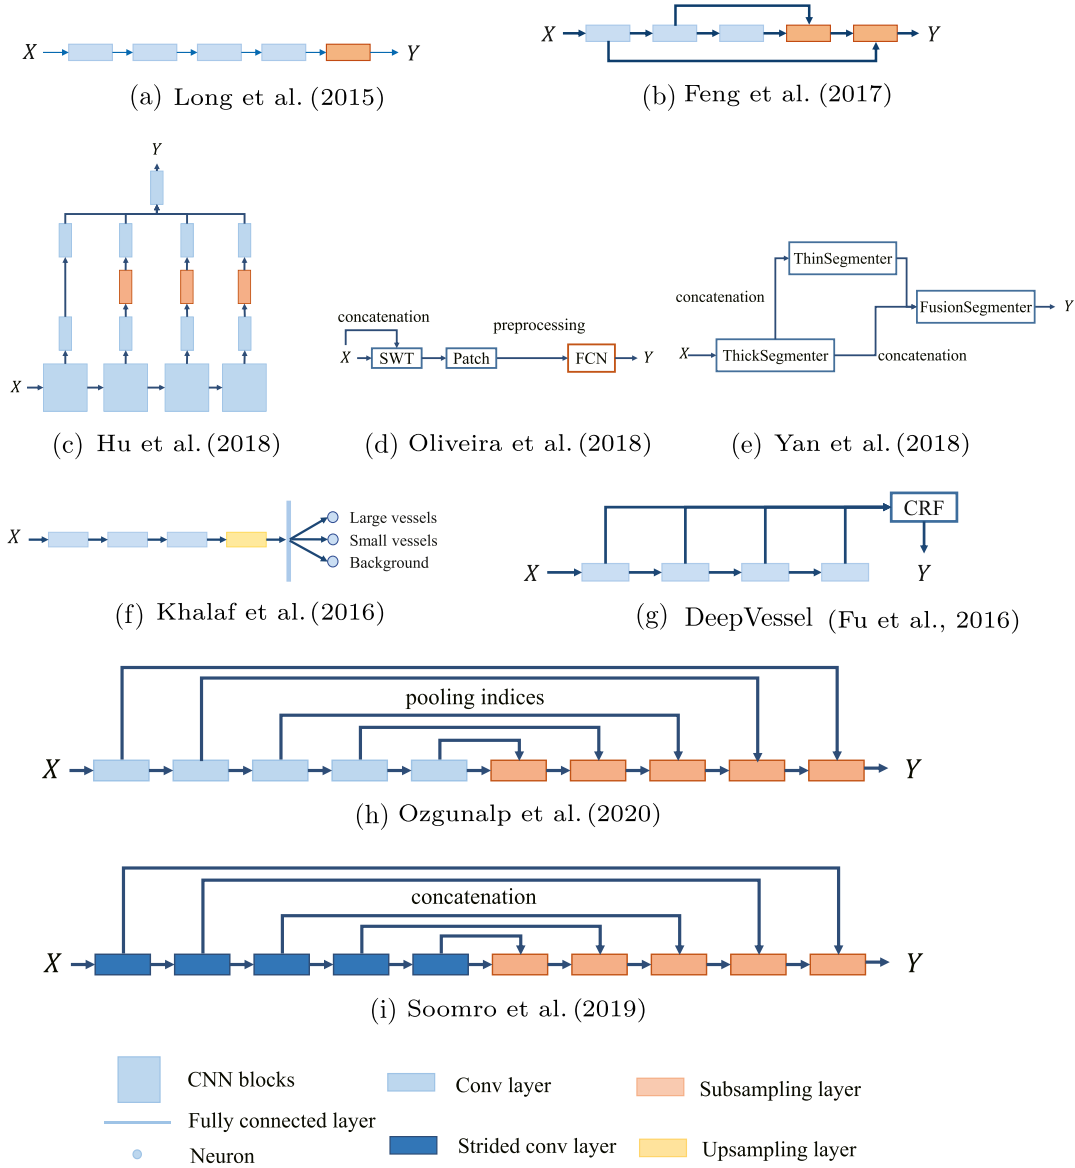 X
Y
(a) Long et al. (2015)
X
Y
(b) Feng et al. (2017)
Y
X
(c) Hu et al. (2018)
concatenation
preprocessing
X
SWT
Patch
FCN
Y
(d) Oliveira et al. (2018)
ThinSegmenter
concatenation
FusionSegmenter
Y
X
ThickSegmenter
concatenation
(e) Yan et al. (2018)
X
Large vessels
Small vessels
Background
(f) Khalaf et al. (2016)
CRF
X
Y
(g) DeepVessel (Fu et al., 2016)
pooling indices
X
Y
(h) Ozgunalp et al. (2020)
concatenation
X
Y
(i) Soomro et al. (2019)
CNN blocks
Conv layer
Subsampling layer
Fully connected layer
Neuron
Strided conv layer
Upsampling layer